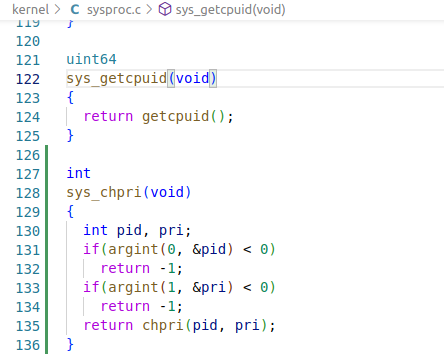 kernel > C sysproc.c > sys_getcpuid(void)
119 }
120
121 uint64
122 sys_getcpuid(void)
123 {
124   return getcpuid();
125 }
126
127 int
128 sys_chpri(void)
129 {
130   int pid, pri;
131   if(argint(0, &pid) < 0)
132     return -1;
133   if(argint(1, &pri) < 0)
134     return -1;
135   return chpri(pid, pri);
136 }